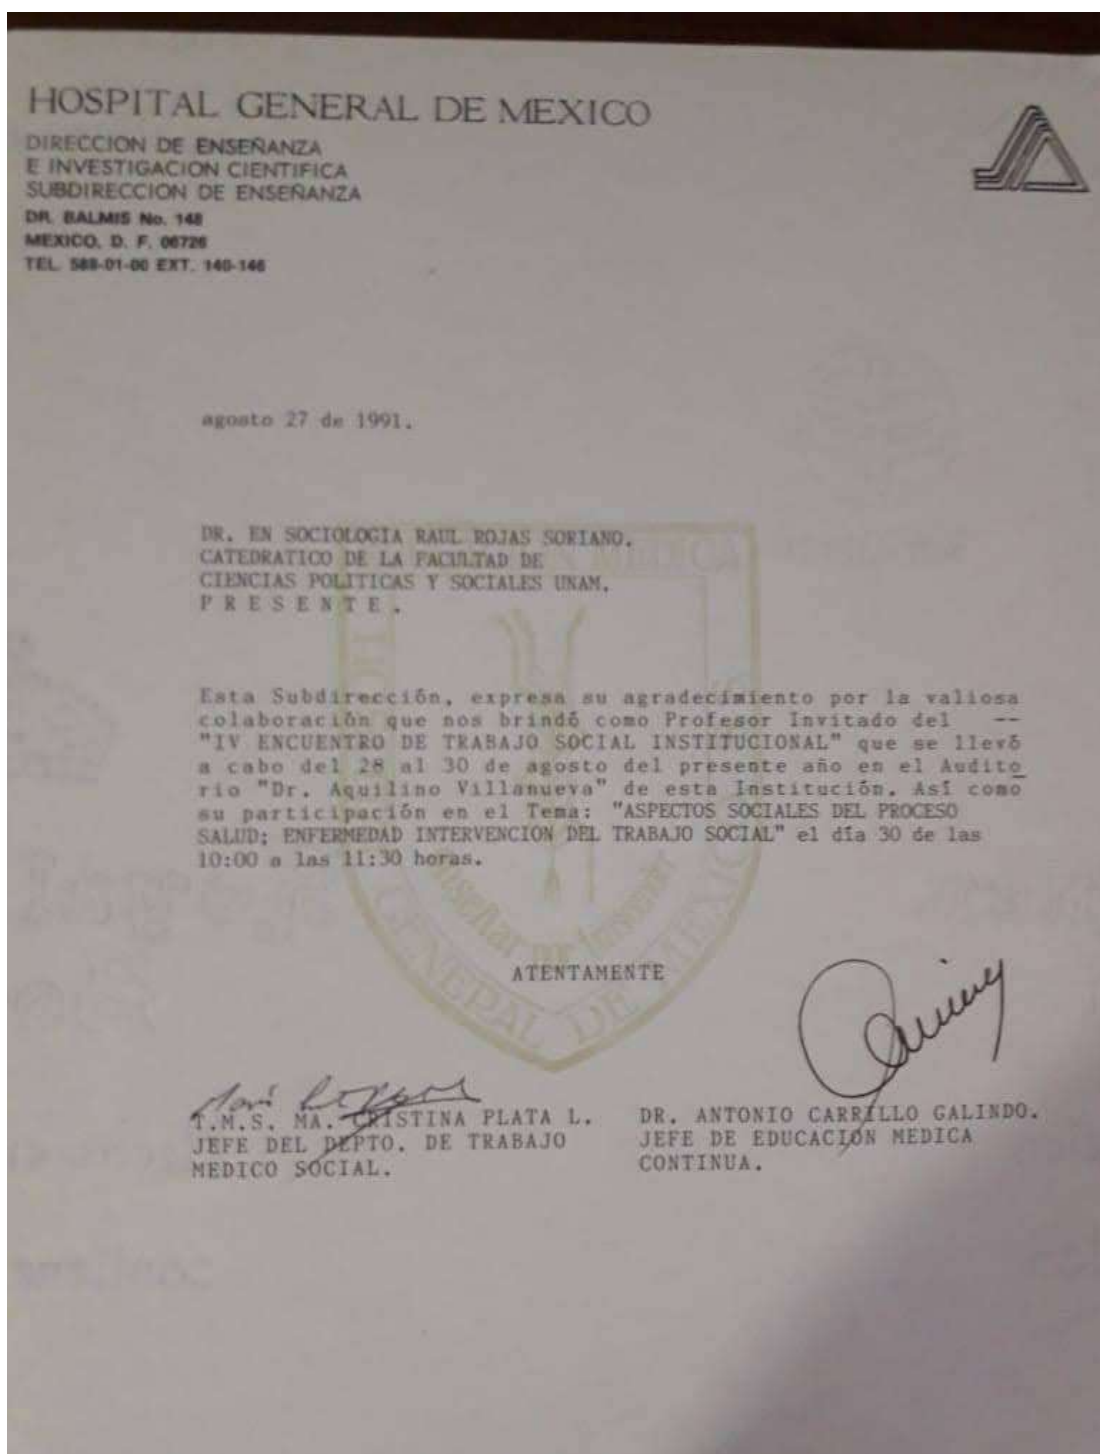 HOSPITAL GENERAL DE MEXICO
DIRECCION DE ENSEÑANZA
E INVESTIGACION CIENTIFICA
SUBDIRECCION DE ENSEÑANZA
DR. BALMIS No. 148
MEXICO, D. F. 06726
TEL. 588-01-00 EXT. 140-146
agosto 27 de 1991.
DR. EN SOCIOLOGIA RAUL ROJAS SORIANO.
CATEDRATICO DE LA FACULTAD DE
CIENCIAS POLITICAS Y SOCIALES UNAM.
P R E S E N T E .
Esta Subdirección, expresa su agradecimiento por la valiosa
colaboración que nos brindó como Profesor Invitado del --
"IV ENCUENTRO DE TRABAJO SOCIAL INSTITUCIONAL" que se llevó
a cabo del 28 al 30 de agosto del presente año en el Audito
rio "Dr. Aquilino Villanueva" de esta Institución. Así como
su participación en el Tema: "ASPECTOS SOCIALES DEL PROCESO
SALUD; ENFERMEDAD INTERVENCION DEL TRABAJO SOCIAL" el día 30 de las
10:00 a las 11:30 horas.
GENERAL DE MEXICO
ATENTAMENTE
T.M.S. MA. CRISTINA PLATA L.
JEFE DEL DEPTO. DE TRABAJO
MEDICO SOCIAL.
DR. ANTONIO CARRILLO GALINDO.
JEFE DE EDUCACION MEDICA
CONTINUA.